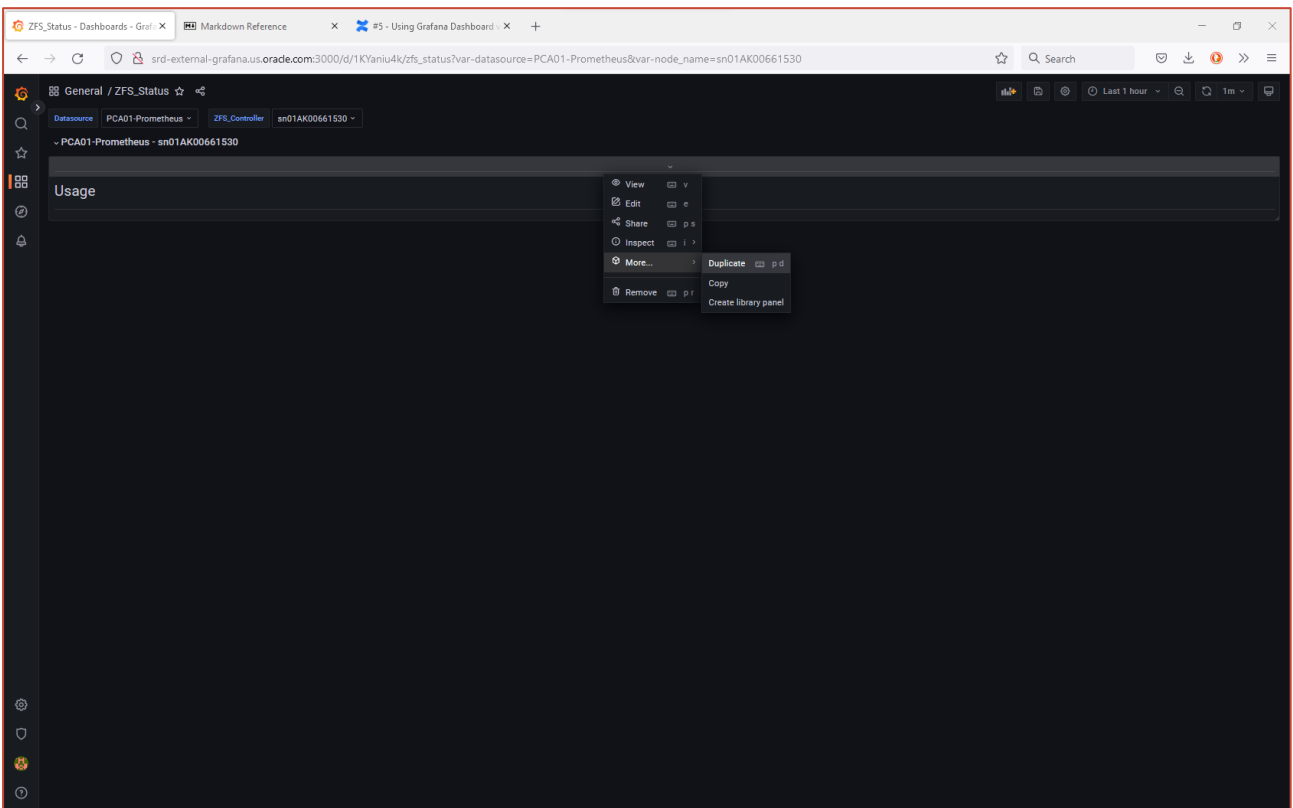 ZFS_Status - Dashboards - Graf
Markdown Reference
#5 - Using Grafana Dashboard
srd-external-grafana.us.oracle.com:3000/d/1KYaniu4k/zfs_status?var-datasource=PCA01-Prometheus&var-node_name=sn01AK00661530
Search
General / ZFS_Status
Last 1 hour
1m
Datasource PCA01-Prometheus ZFS_Controller sn01AK00661530
PCA01-Prometheus - sn01AK00661530
Usage
View v
Edit e
Share p s
Inspect i
More...
Duplicate p d
Copy
Remove p r
Create library panel